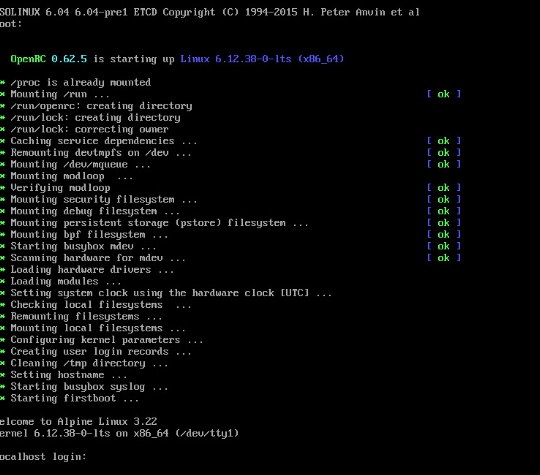 SOLINUX 6.04 6.04-pre1 ETCD Copyright (C) 1994-2015 H. Peter Anvin et al
oot:
OpenRC 0.62.5 is starting up Linux 6.12.38-0-lts (x86_64)
* /proc is already mounted
* Mounting /run ... [ ok ]
* /run/openrc: creating directory
* /run/lock: creating directory
* /run/lock: correcting owner
* Caching service dependencies ... [ ok ]
* Remounting devtmpfs on /dev ... [ ok ]
* Mounting /dev/mqueue ... [ ok ]
* Mounting modloop ...
* Verifying modloop [ ok ]
* Mounting security filesystem ... [ ok ]
* Mounting debug filesystem ... [ ok ]
* Mounting persistent storage (pstore) filesystem ... [ ok ]
* Mounting bpf filesystem ... [ ok ]
* Starting busybox mdev ... [ ok ]
* Scanning hardware for mdev ... [ ok ]
* Loading hardware drivers ...
* Loading modules ...
* Setting system clock using the hardware clock [UTC] ...
* Checking local filesystems ...
* Remounting filesystems ...
* Mounting local filesystems ...
* Configuring kernel parameters ...
* Creating user login records ...
* Cleaning /tmp directory ...
* Setting hostname ...
* Starting busybox syslog ...
* Starting firstboot ...
elcome to Alpine Linux 3.22
ernel 6.12.38-0-lts on x86_64 (/dev/tty1)
ocalhost login: